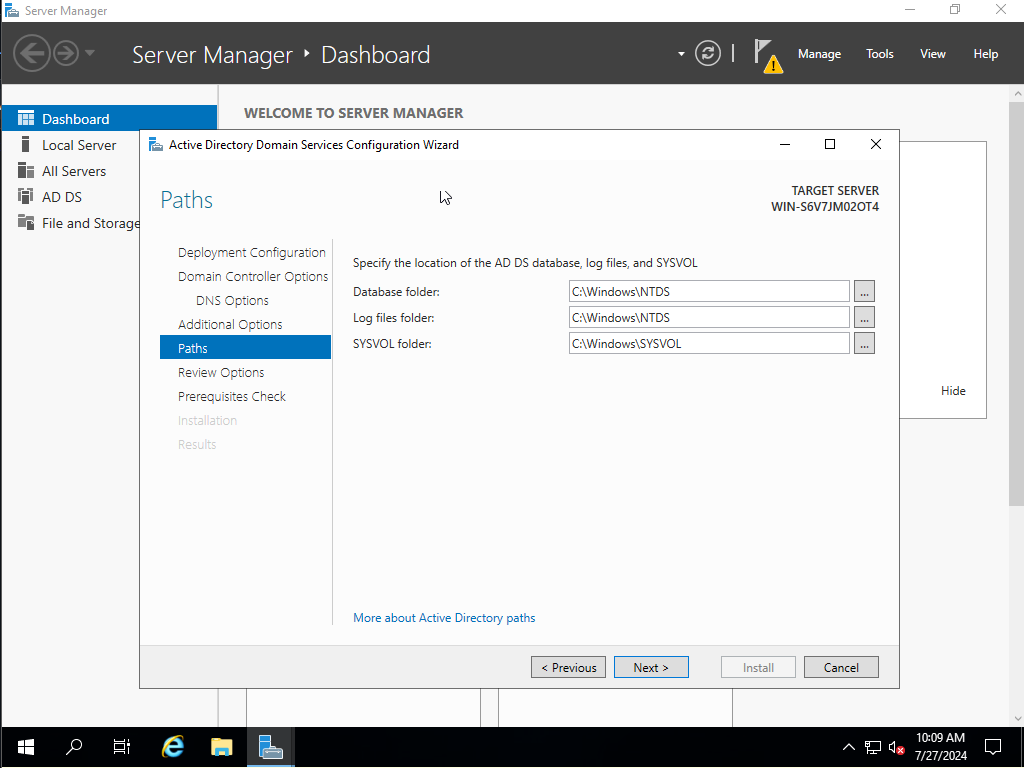 Server Manager
Server Manager ‣ Dashboard
Manage
Tools
View
Help
Dashboard
Local Server
All Servers
AD DS
File and Storage
WELCOME TO SERVER MANAGER
Active Directory Domain Services Configuration Wizard
Paths
TARGET SERVER
WIN-S6V7JM02OT4
Deployment Configuration
Domain Controller Options
DNS Options
Additional Options
Paths
Review Options
Prerequisites Check
Installation
Results
Specify the location of the AD DS database, log files, and SYSVOL
Database folder: C:\Windows\NTDS ...
Log files folder: C:\Windows\NTDS ...
SYSVOL folder: C:\Windows\SYSVOL ...
More about Active Directory paths
Hide
< Previous
Next >
Install
Cancel
10:09 AM
7/27/2024